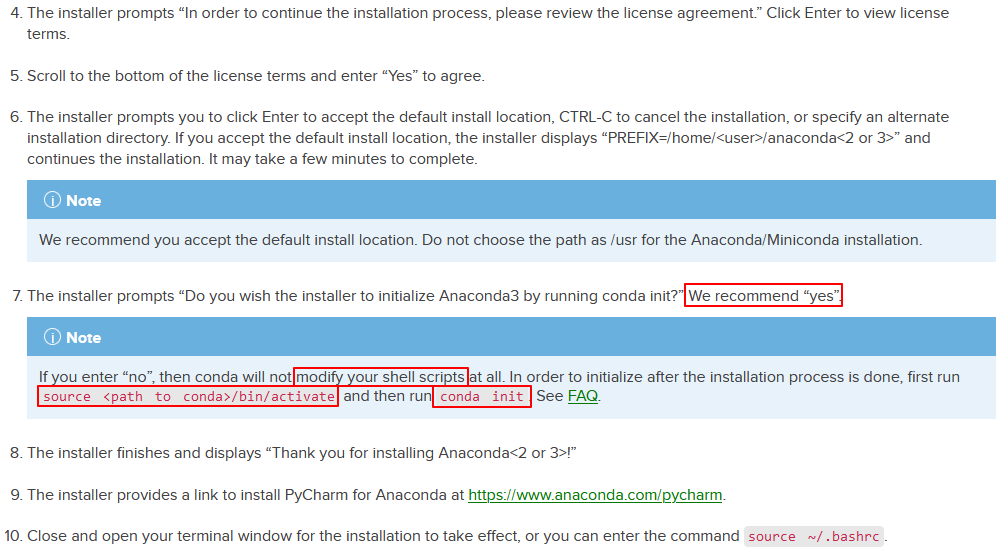 4. The installer prompts “In order to continue the installation process, please review the license agreement.” Click Enter to view license
terms.
5. Scroll to the bottom of the license terms and enter “Yes” to agree.
6. The installer prompts you to click Enter to accept the default install location, CTRL-C to cancel the installation, or specify an alternate
installation directory. If you accept the default install location, the installer displays “PREFIX=/home/<user>/anaconda<2 or 3>” and
continues the installation. It may take a few minutes to complete.
Note
We recommend you accept the default install location. Do not choose the path as /usr for the Anaconda/Miniconda installation.
7. The installer prompts “Do you wish the installer to initialize Anaconda3 by running conda init?” We recommend “yes”.
Note
If you enter “no”, then conda will not modify your shell scripts at all. In order to initialize after the installation process is done, first run
source <path to conda>/bin/activate and then run conda init. See FAQ.
8. The installer finishes and displays “Thank you for installing Anaconda<2 or 3>!”
9. The installer provides a link to install PyCharm for Anaconda at https://www.anaconda.com/pycharm.
10. Close and open your terminal window for the installation to take effect, or you can enter the command source ~/.bashrc.